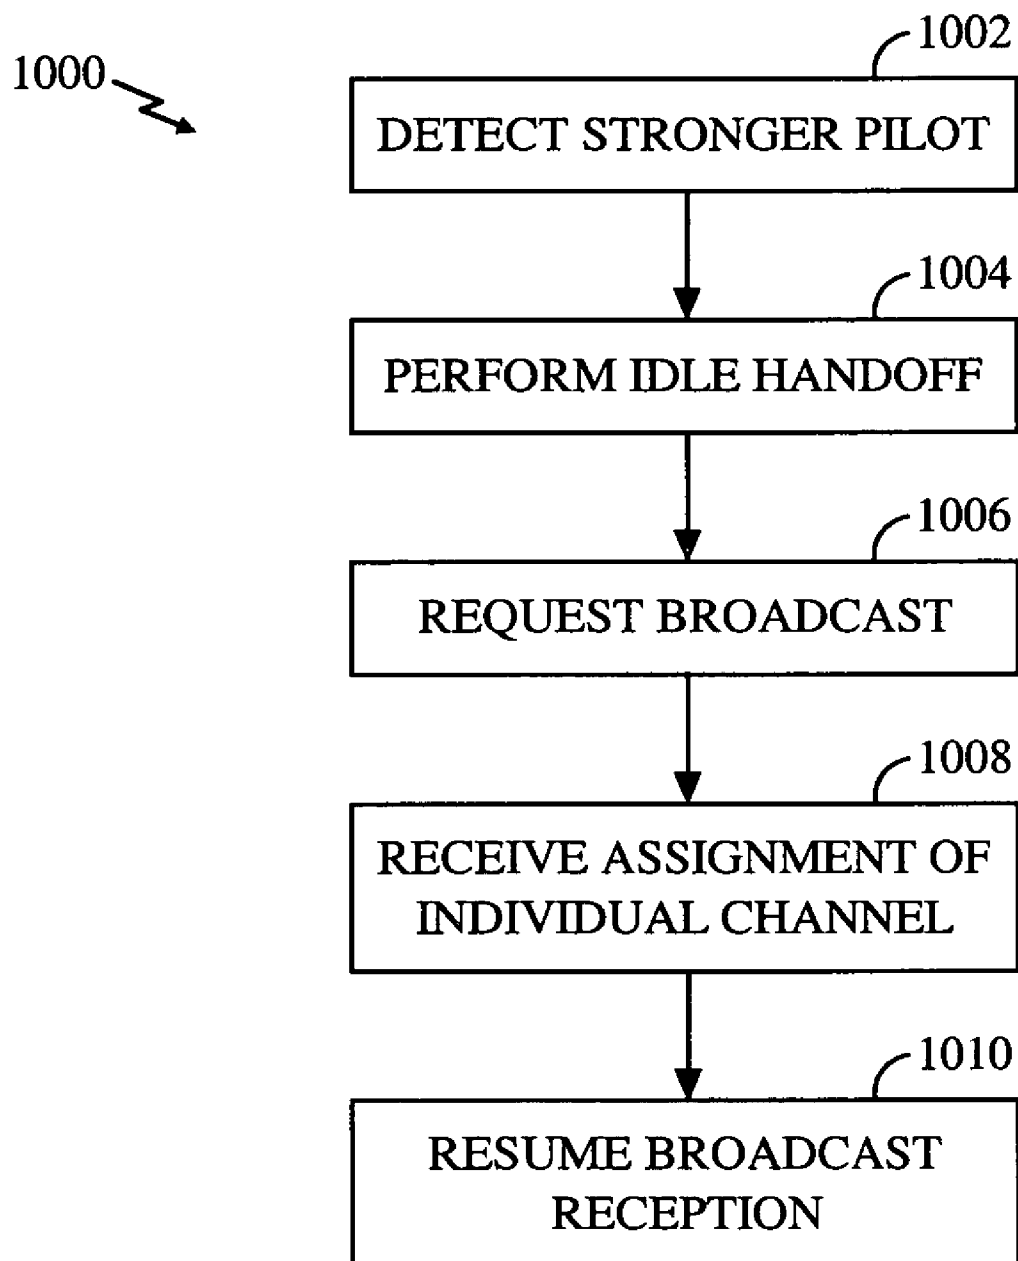 1000
1002
DETECT STRONGER PILOT
1004
PERFORM IDLE HANDOFF
1006
REQUEST BROADCAST
1008
RECEIVE ASSIGNMENT OF
INDIVIDUAL CHANNEL
1010
RESUME BROADCAST
RECEPTION